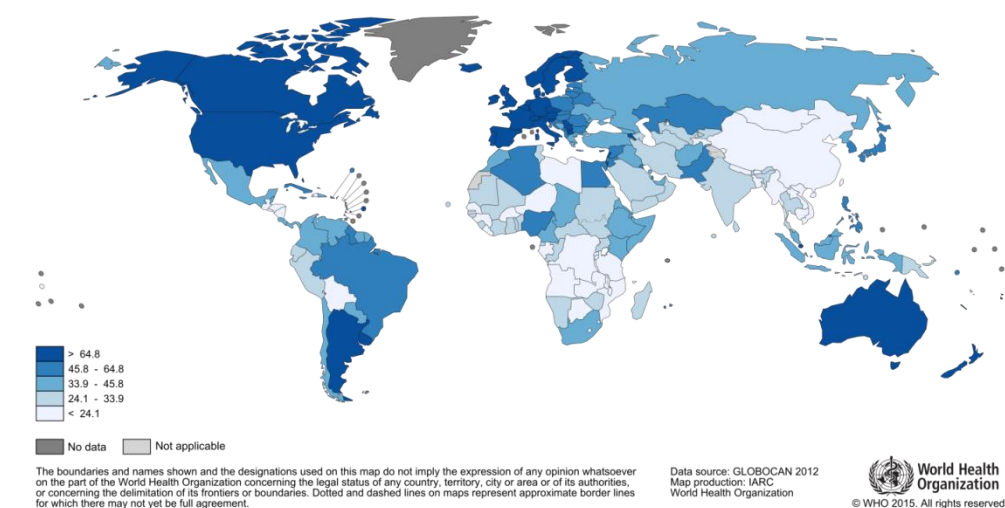 > 64.8
45.8 - 64.8
33.9 - 45.8
24.1 - 33.9
< 24.1
No data
Not applicable
The boundaries and names shown and the designations used on this map do not imply the expression of any opinion whatsoever
on the part of the World Health Organization concerning the legal status of any country, territory, city or area or of its authorities,
or concerning the delimitation of its frontiers or boundaries. Dotted and dashed lines on maps represent approximate border lines
for which there may not yet be full agreement.
Data source: GLOBOCAN 2012
Map production: IARC
World Health Organization
World Health
Organization
© WHO 2015. All rights reserved